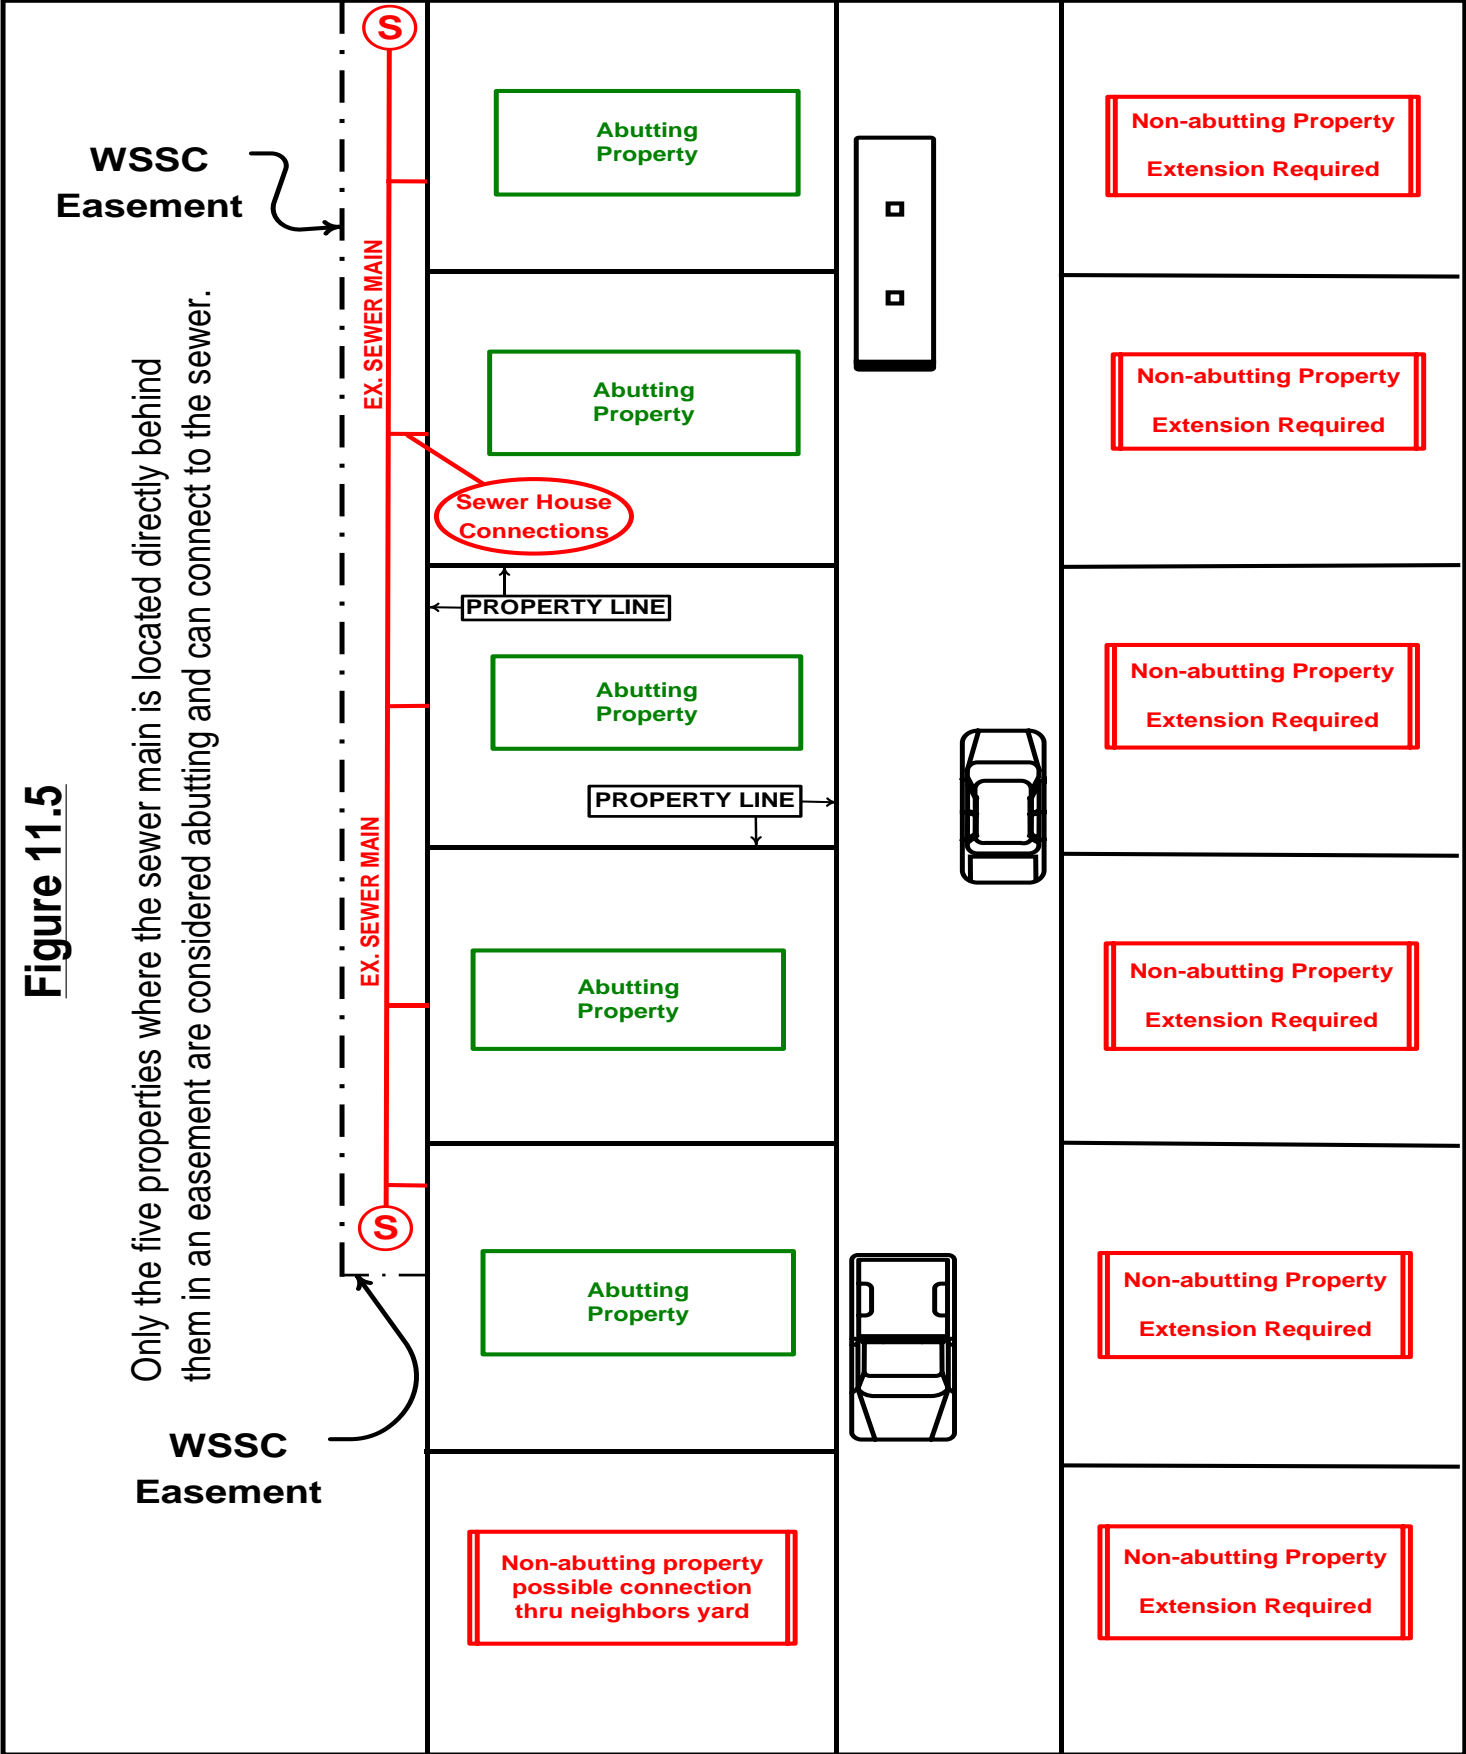 Figure 11.5
Only the five properties where the sewer main is located directly behind
them in an easement are considered abutting and can connect to the sewer.
WSSC
Easement
WSSC
Easement
S
EX. SEWER MAIN
EX. SEWER MAIN
S
Abutting
Property
Abutting
Property
Sewer House
Connections
PROPERTY LINE
Abutting
Property
PROPERTY LINE
Abutting
Property
Abutting
Property
Non-abutting property
possible connection
thru neighbors yard
Non-abutting Property
Extension Required
Non-abutting Property
Extension Required
Non-abutting Property
Extension Required
Non-abutting Property
Extension Required
Non-abutting Property
Extension Required
Non-abutting Property
Extension Required